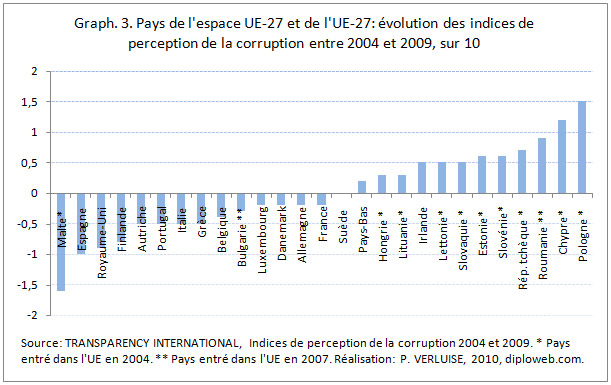 Graph. 3. Pays de l'espace UE-27 et de l'UE-27: évolution des indices de
perception de la corruption entre 2004 et 2009, sur 10
2
1,5
1
0,5
0
-0,5
-1
-1,5
-2
Malte*
Espagne
Royaume-Uni
Finlande
Autriche
Portugal
Italie
Grèce
Belgique
Bulgarie **
Luxembourg
Danemark
Allemagne
France
Suède
Pays-Bas
Hongrie *
Lituanie*
Irlande
Lettonie*
Slovaquie *
Estonie*
Slovénie*
Rép. tchèque *
Roumanie **
Chypre*
Pologne*
Source: TRANSPARENCY INTERNATIONAL, Indices de perception de la corruption 2004 et 2009. * Pays
entré dans l'UE en 2004. ** Pays entré dans l'UE en 2007. Réalisation: P. VERLUISE, 2010, diploweb.com.